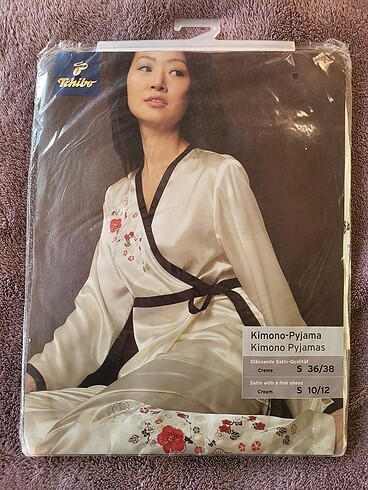 Tchibo
Kimono-Pyjama
Kimono Pyjamas
Glänzende Satin-Qualität
Creme S 36/38
Satin with a fine sheen
Cream S 10/12